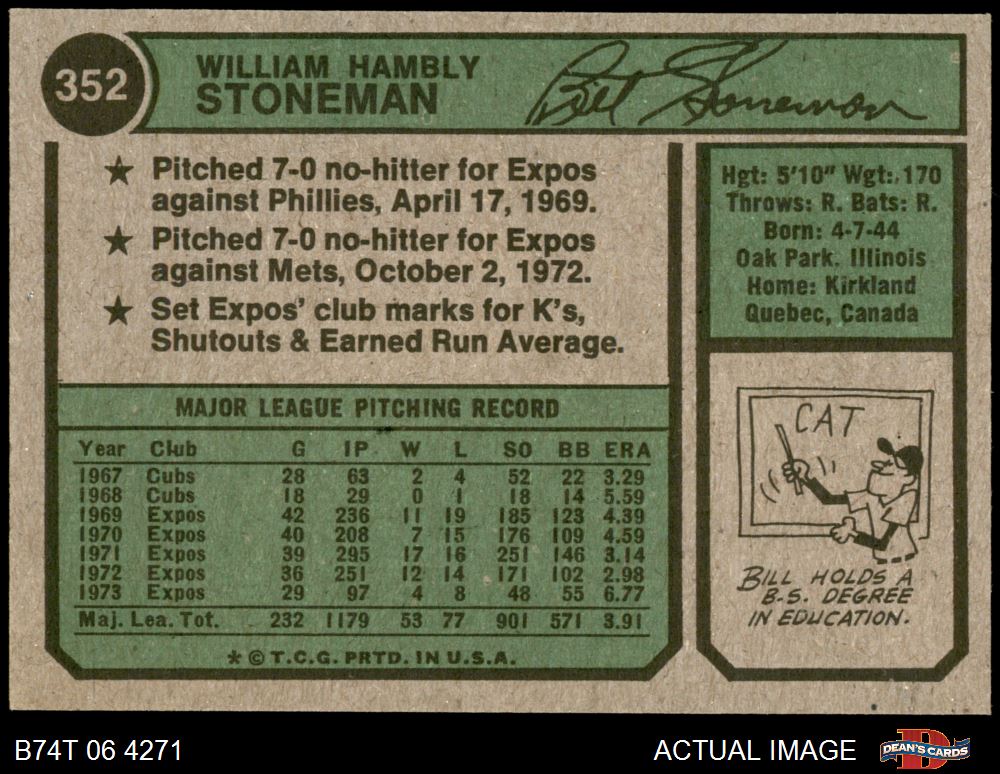 352
WILLIAM HAMBLY
STONEMAN
Bill Stoneman
★ Pitched 7-0 no-hitter for Expos
against Phillies, April 17, 1969.
★ Pitched 7-0 no-hitter for Expos
against Mets, October 2, 1972.
★ Set Expos' club marks for K's,
Shutouts & Earned Run Average.
Hgt: 5'10" Wgt: 170
Throws: R. Bats: R.
Born: 4-7-44
Oak Park. Illinois
Home: Kirkland
Quebec, Canada
MAJOR LEAGUE PITCHING RECORD
Year Club G IP W L SO BB ERA
1967 Cubs 28 63 2 4 52 22 3.29
1968 Cubs 18 29 0 1 18 14 5.59
1969 Expos 42 236 11 19 185 123 4.39
1970 Expos 40 208 7 15 176 109 4.59
1971 Expos 39 295 17 16 251 146 3.14
1972 Expos 36 251 12 14 171 102 2.98
1973 Expos 29 97 4 8 48 55 6.77
Maj. Lea. Tot. 232 1179 53 77 901 571 3.91
* © T.C.G. PRTD. IN U.S.A.
CAT
BILL HOLDS A
B.S. DEGREE
IN EDUCATION.
B74T 06 4271
ACTUAL IMAGE
DEAN'S CARDS